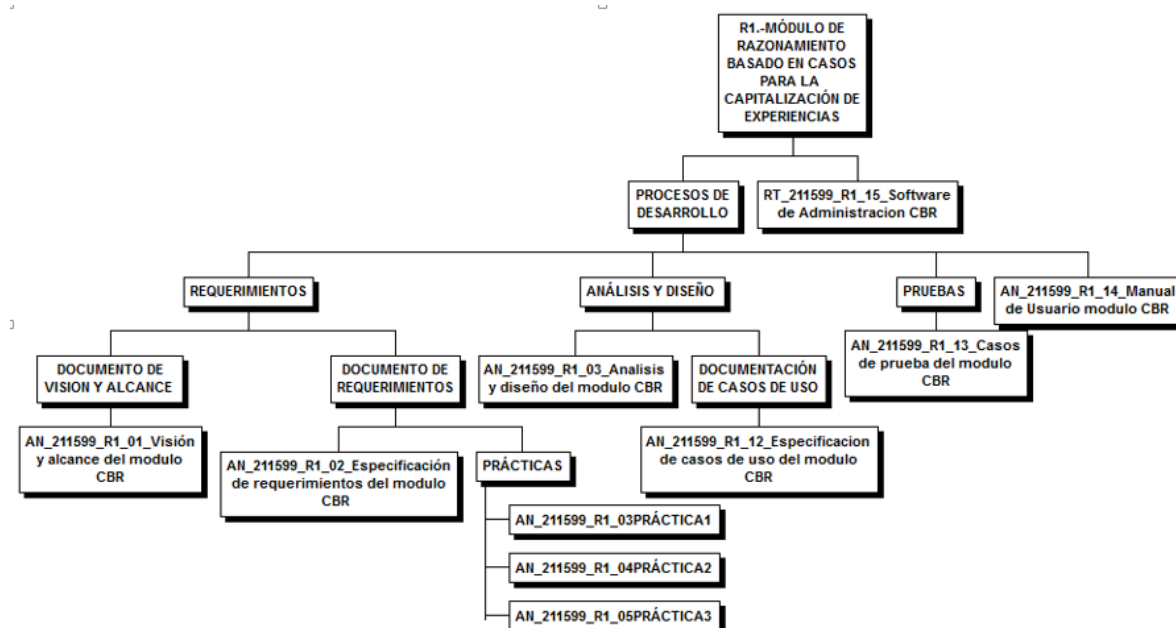 R1.-MÓDULO DE
RAZONAMIENTO
BASADO EN CASOS
PARA LA
CAPITALIZACIÓN DE
EXPERIENCIAS
PROCESOS DE
DESARROLLO
RT_211599_R1_15_Software
de Administracion CBR
REQUERIMIENTOS
ANÁLISIS Y DISEÑO
PRUEBAS
AN_211599_R1_14_Manual
de Usuario modulo CBR
DOCUMENTO DE
VISION Y ALCANCE
DOCUMENTO DE
REQUERIMIENTOS
AN_211599_R1_03_Analisis
y diseño del modulo CBR
DOCUMENTACIÓN
DE CASOS DE USO
AN_211599_R1_13_Casos
de prueba del modulo
CBR
AN_211599_R1_01_Visión
y alcance del modulo
CBR
AN_211599_R1_02_Especificación
de requerimientos del modulo
CBR
PRÁCTICAS
AN_211599_R1_12_Especificacion
de casos de uso del modulo
CBR
AN_211599_R1_03PRÁCTICA1
AN_211599_R1_04PRÁCTICA2
AN_211599_R1_05PRÁCTICA3